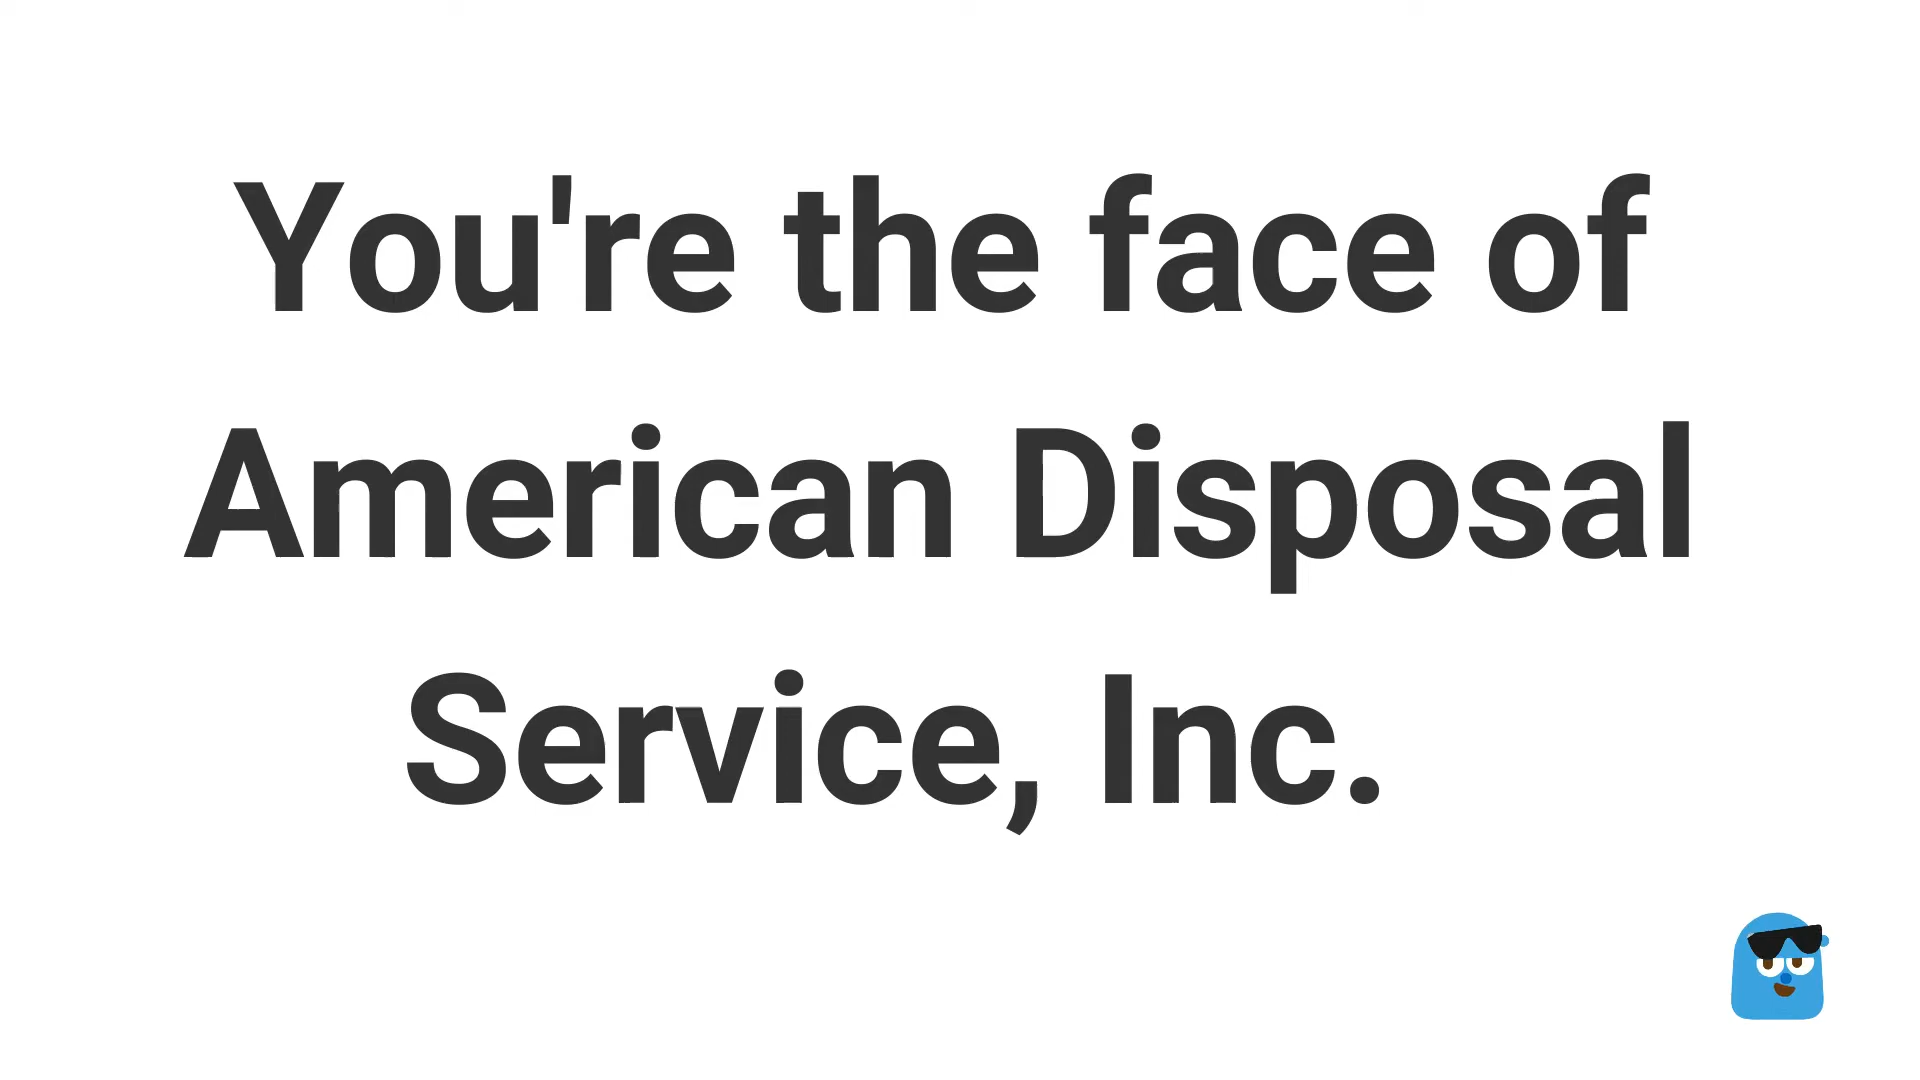 You're the face of
American Disposal
Service, Inc.